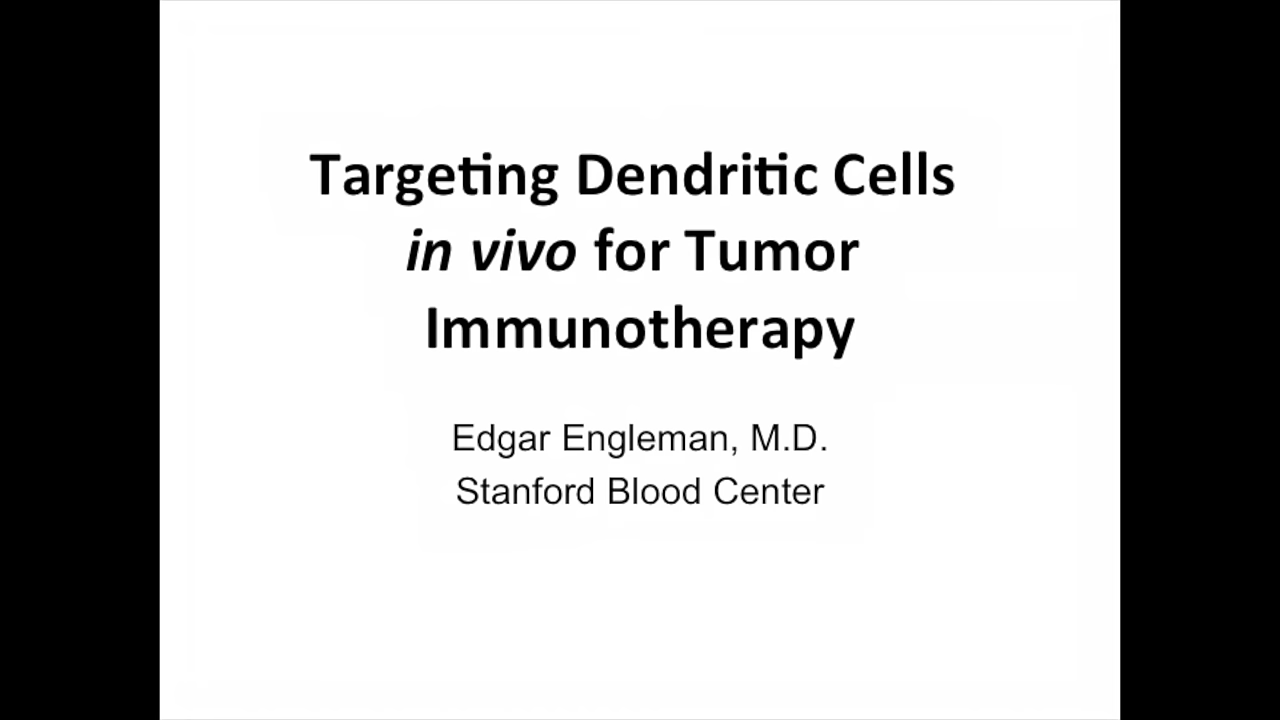 Targeting Dendritic Cells
in vivo for Tumor
Immunotherapy
Edgar Engleman, M.D.
Stanford Blood Center